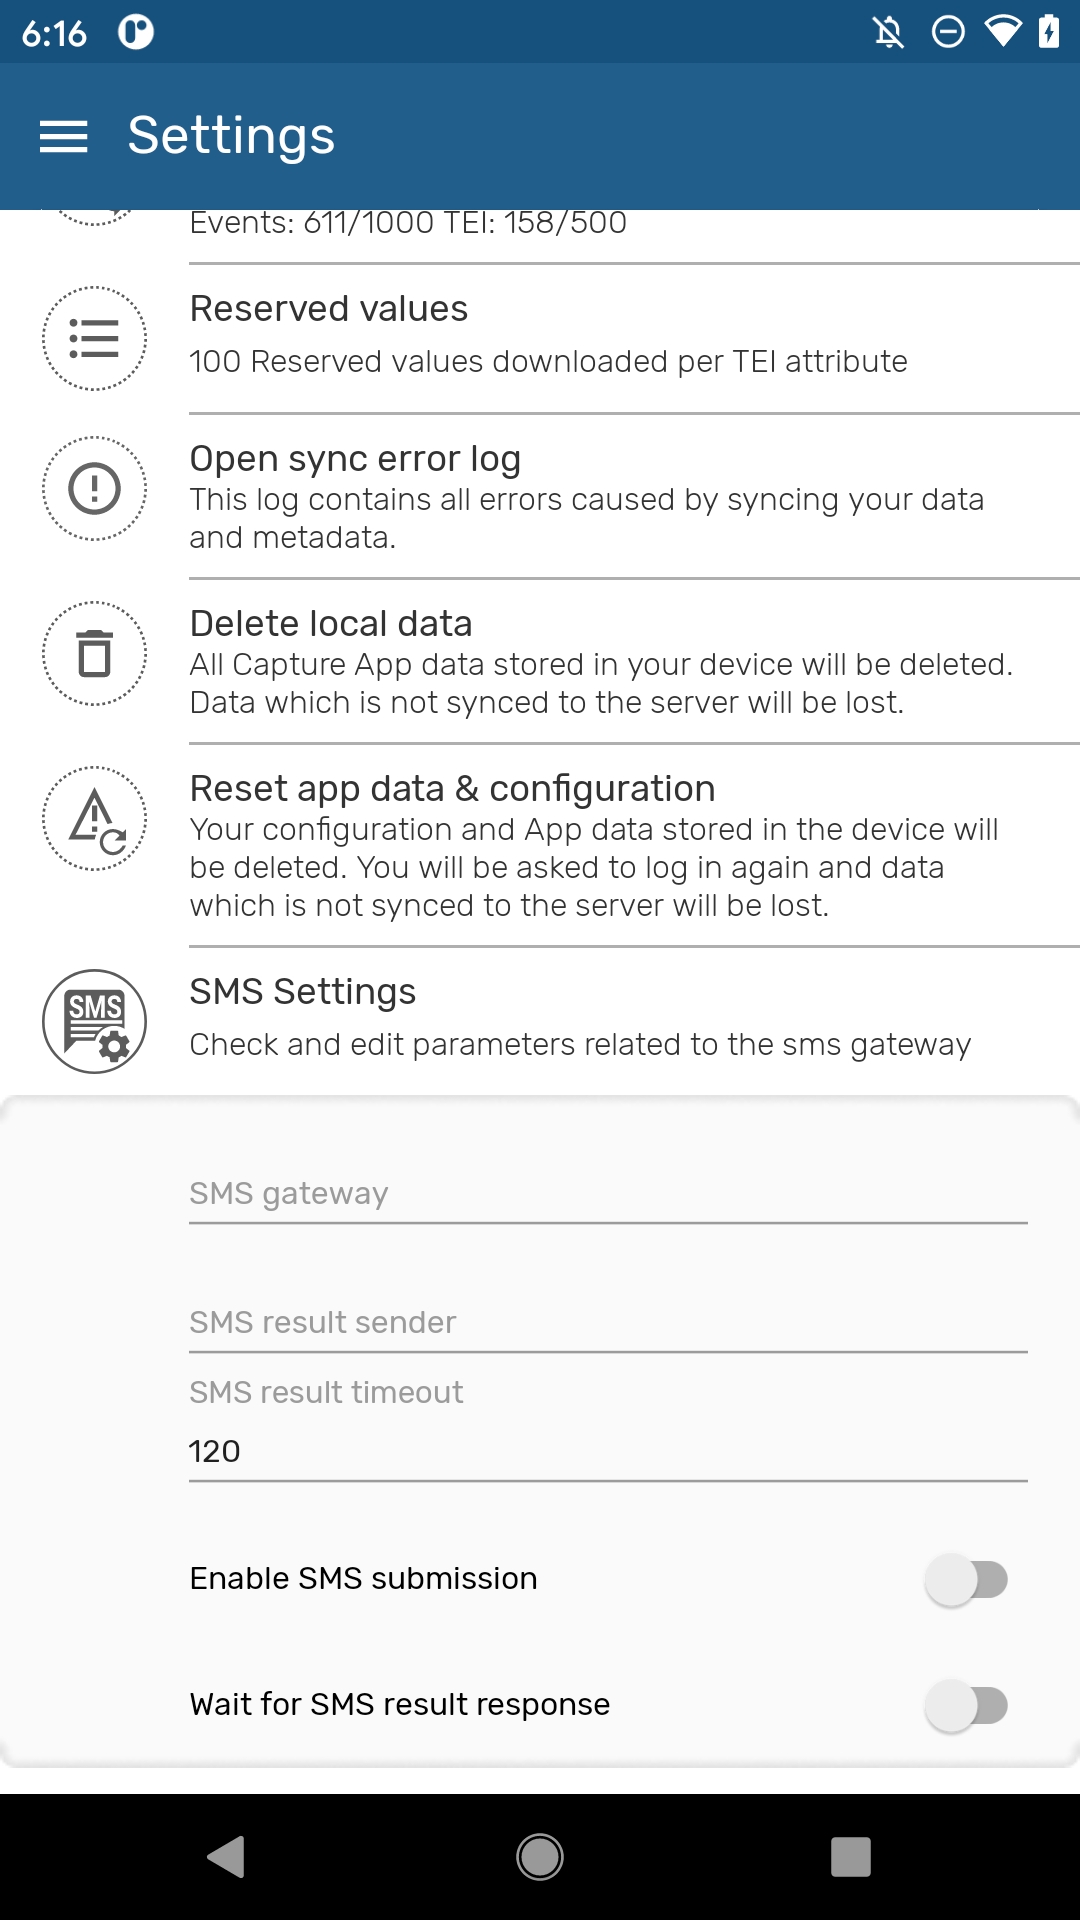 6:16
Settings
Events: 611/1000 TEI: 158/500
Reserved values
100 Reserved values downloaded per TEI attribute
Open sync error log
This log contains all errors caused by syncing your data
and metadata.
Delete local data
All Capture App data stored in your device will be deleted.
Data which is not synced to the server will be lost.
Reset app data & configuration
Your configuration and App data stored in the device will
be deleted. You will be asked to log in again and data
which is not synced to the server will be lost.
SMS
SMS Settings
Check and edit parameters related to the sms gateway
SMS gateway
SMS result sender
SMS result timeout
120
Enable SMS submission
Wait for SMS result response